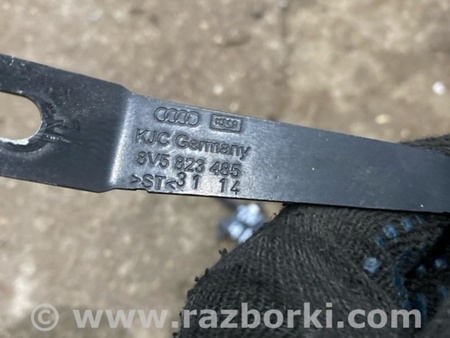 KJC Germany
8V5 823 485
>ST< 31 14
© www.razborki.com/